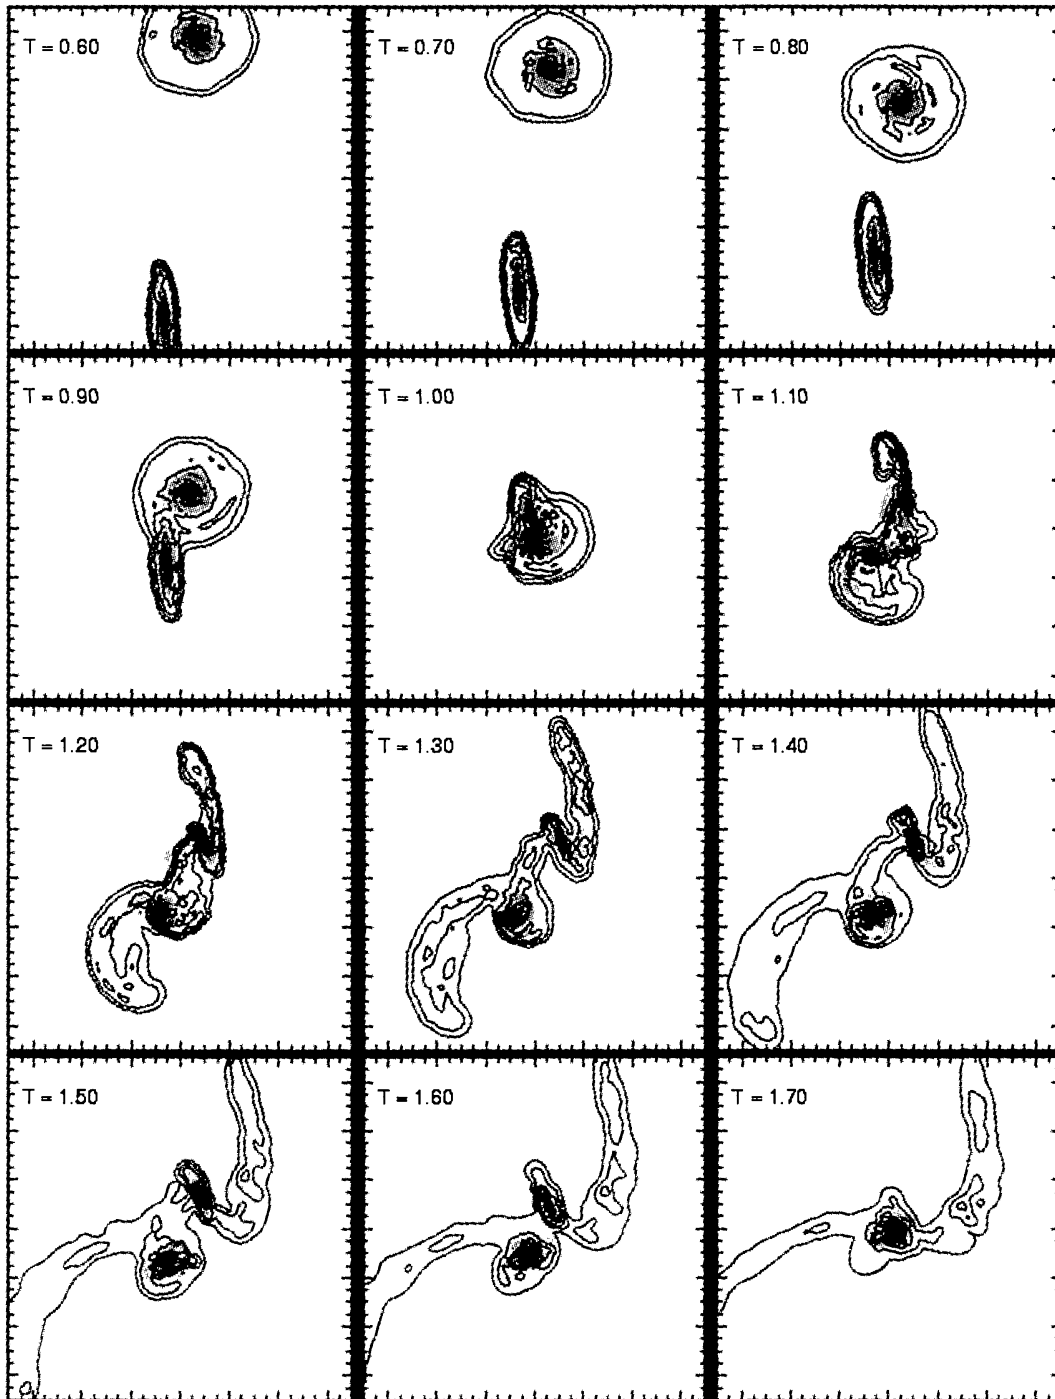 T = 0.60
T = 0.70
T = 0.80
T = 0.90
T = 1.00
T = 1.10
T = 1.20
T = 1.30
T = 1.40
T = 1.50
T = 1.60
T = 1.70